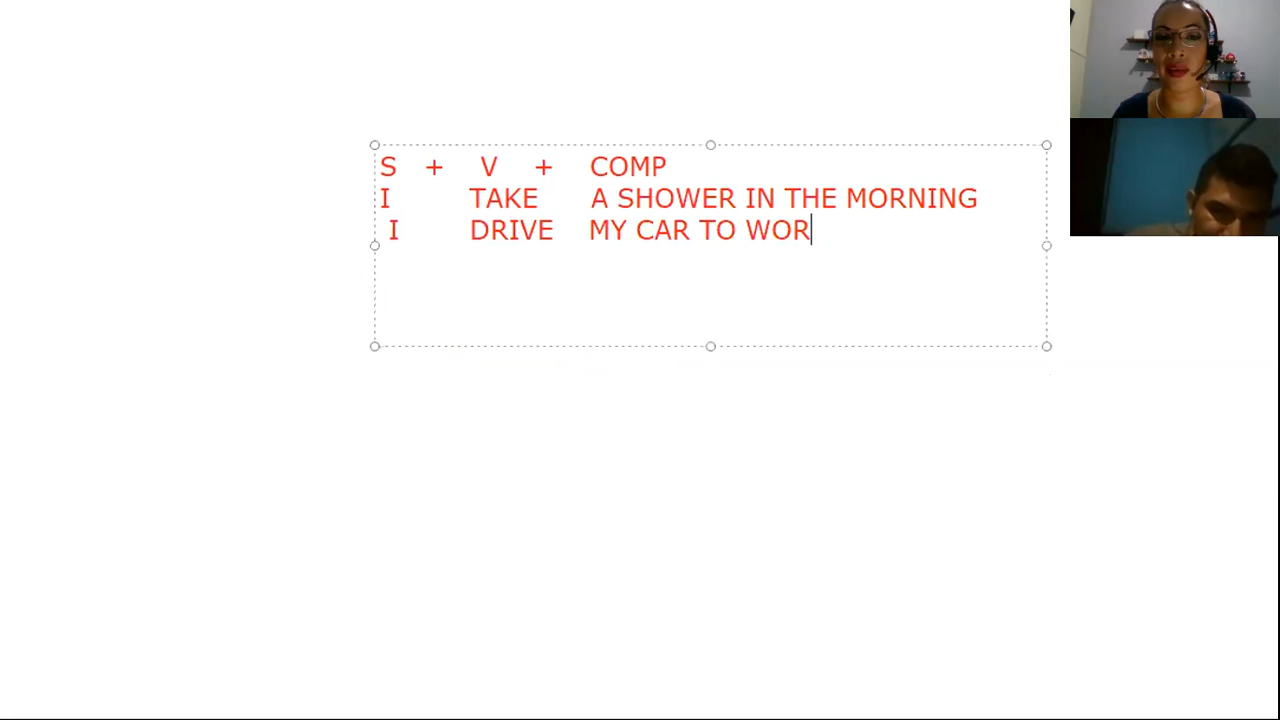 S + V + COMP
I TAKE A SHOWER IN THE MORNING
I DRIVE MY CAR TO WOR